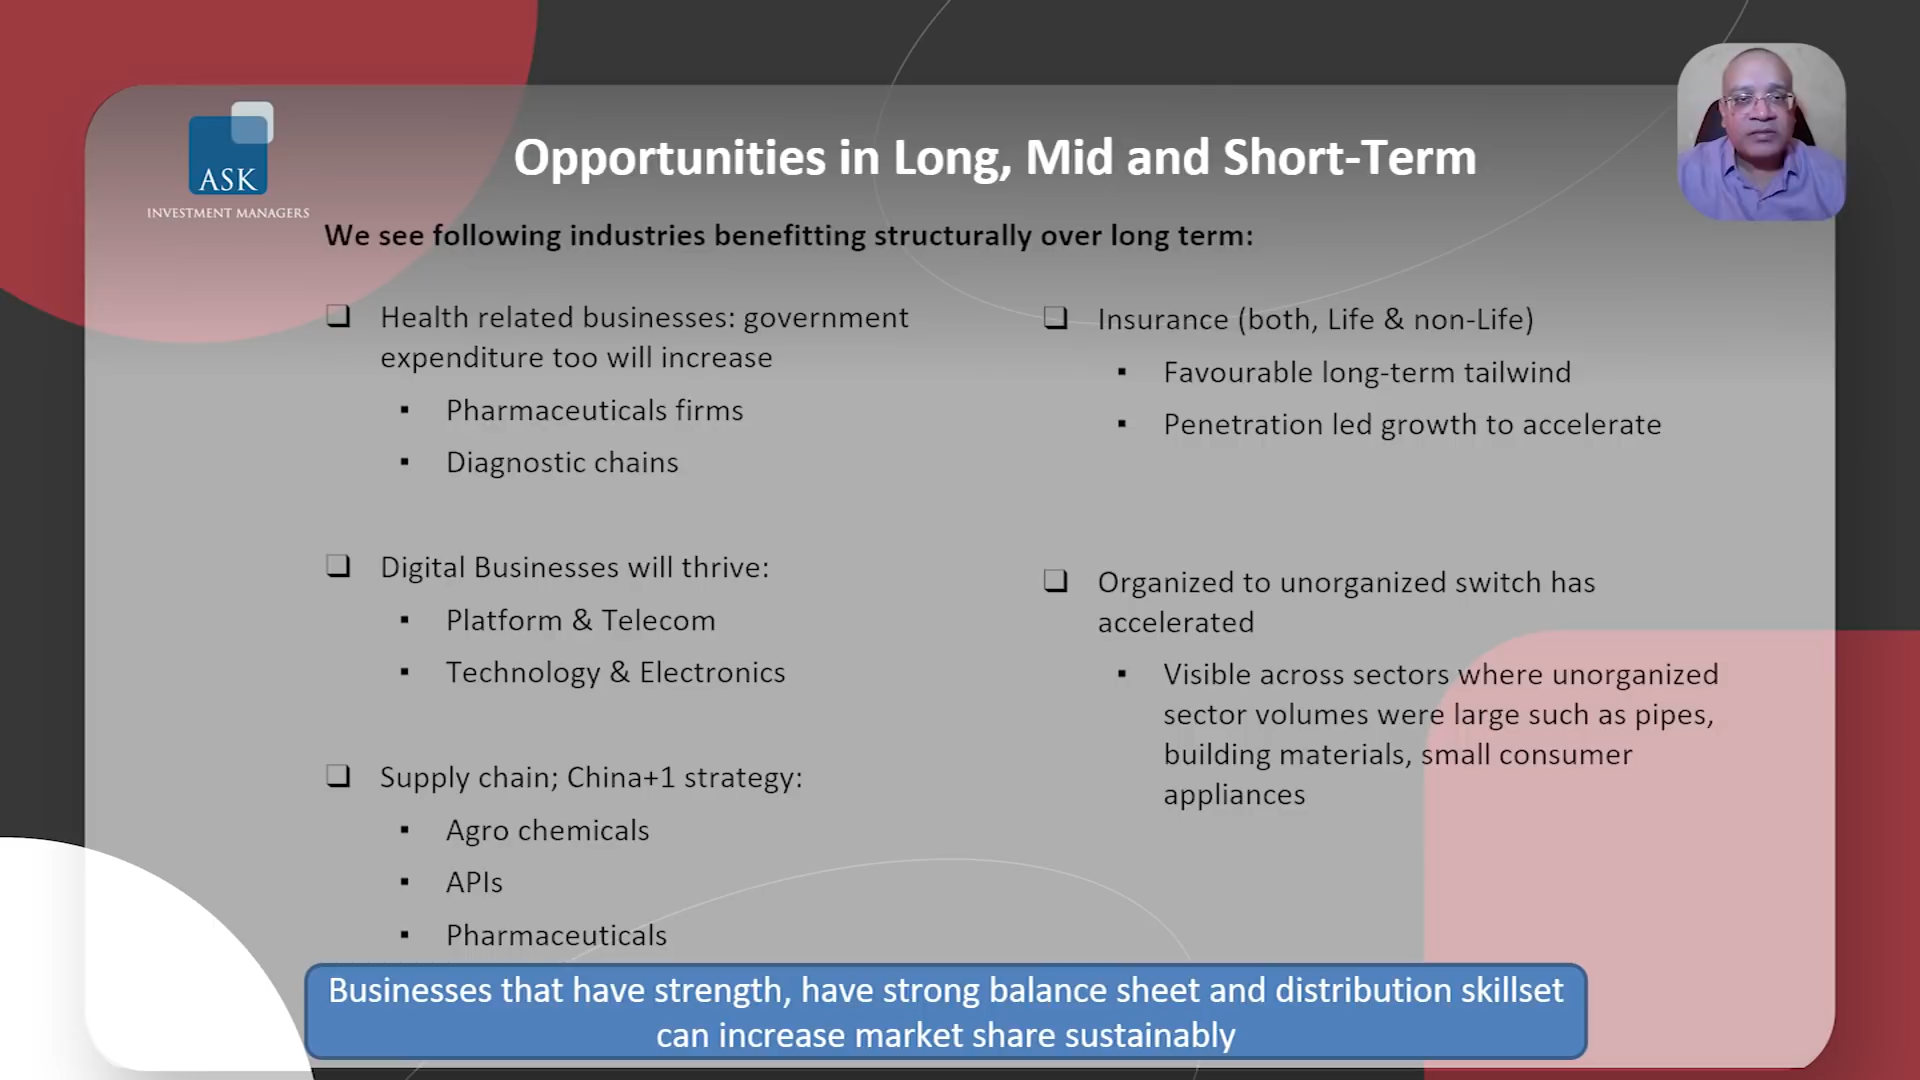 ASK
INVESTMENT MANAGERS
Opportunities in Long, Mid and Short-Term
We see following industries benefitting structurally over long term:
Health related businesses: government
expenditure too will increase
Pharmaceuticals firms
Diagnostic chains
Digital Businesses will thrive:
Platform & Telecom
Technology & Electronics
Supply chain; China+1 strategy:
Agro chemicals
APIs
Pharmaceuticals
Insurance (both, Life & non-Life)
Favourable long-term tailwind
Penetration led growth to accelerate
Organized to unorganized switch has
accelerated
Visible across sectors where unorganized
sector volumes were large such as pipes,
building materials, small consumer
appliances
Businesses that have strength, have strong balance sheet and distribution skillset
can increase market share sustainably